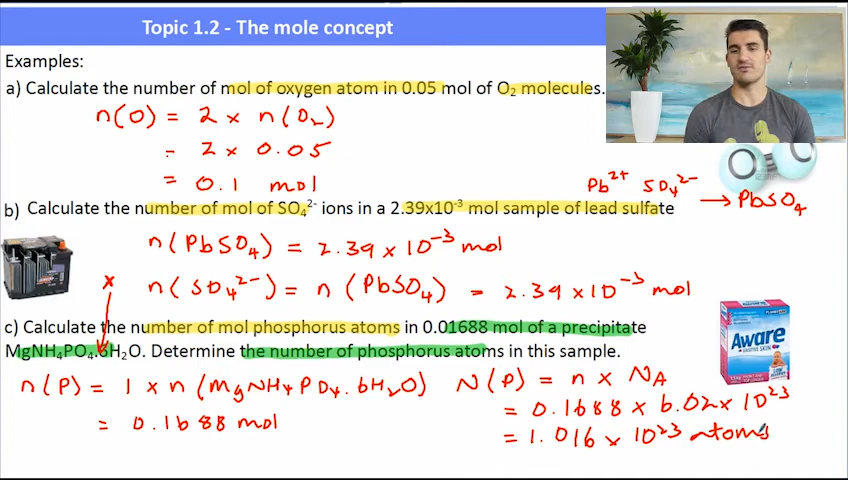 Topic 1.2 - The mole concept
Examples:
a) Calculate the number of mol of oxygen atom in 0.05 mol of O₂ molecules.
n(O) = 2 × n(O₂)
= 2 × 0.05
= 0.1 mol
Pb²⁺ SO₄²⁻
→ PbSO₄
b) Calculate the number of mol of SO₄²⁻ ions in a 2.39x10⁻³ mol sample of lead sulfate
n(PbSO₄) = 2.39 × 10⁻³ mol
n(SO₄²⁻) = n(PbSO₄) = 2.39 × 10⁻³ mol
×
c) Calculate the number of mol phosphorus atoms in 0.01688 mol of a precipitate
MgNH₄PO₄.6H₂O. Determine the number of phosphorus atoms in this sample.
n(P) = 1 × n(MgNH₄PO₄.6H₂O)
= 0.1688 mol
N(P) = n × Nᴀ
= 0.1688 × 6.02 × 10²³
= 1.016 × 10²³ atoms
Aware
SENSITIVE SKIN